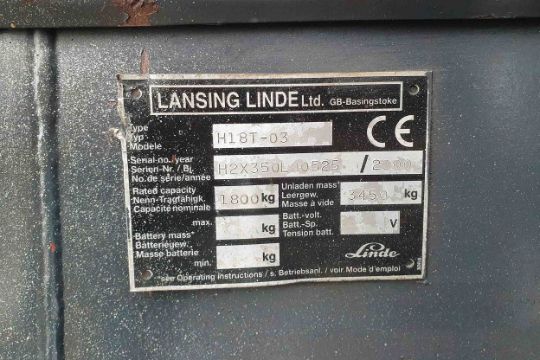 LANSING LINDE Ltd. GB-Basingstoke
Type
Typ
Modele
H18T-03
CE
Serial-no./year
Serien-Nr. / Bj.
No. de série/année
H2X350L / 2000
Rated capacity
Nenn-Tragfähigk.
Capacité nominale
1800 kg
Unladen mass*
Leergew.
Masse à vide
3450 kg
max. kg
Battery mass*
Batteriegew.
Masse batterie
min. kg
Batt.-volt.
Batt.-Sp.
Tension batt.
V
Linde
*see Operating Instructions / s. Betriebsanl. / voir Mode d'emploi